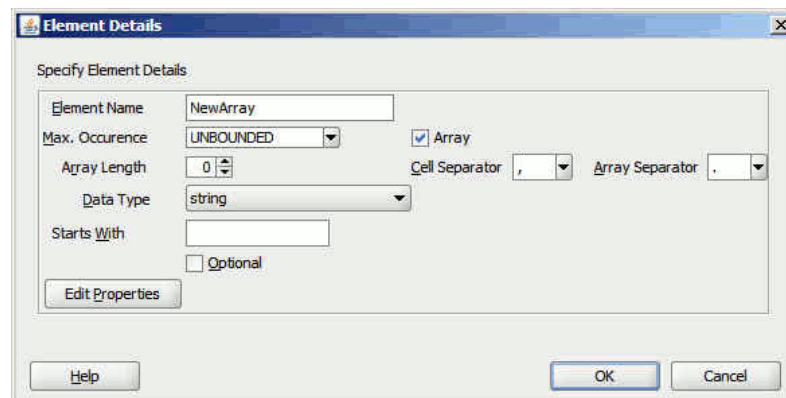 Element Details
Specify Element Details
Element Name NewArray
Max. Occurence UNBOUNDED Array
Array Length 0 Cell Separator , Array Separator .
Data Type string
Starts With
Optional
Edit Properties
Help OK Cancel